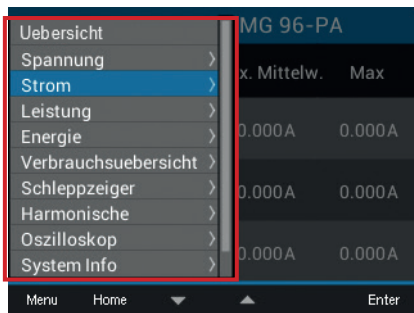 Uebersicht
Spannung
Strom
Leistung
Energie
Verbrauchsuebersicht
Schleppzeiger
Harmonische
Oszilloskop
System Info
MG 96-PA
x. Mittelw. Max
0.000A 0.000A
0.000A 0.000A
0.000A 0.000A
Menu Home Enter